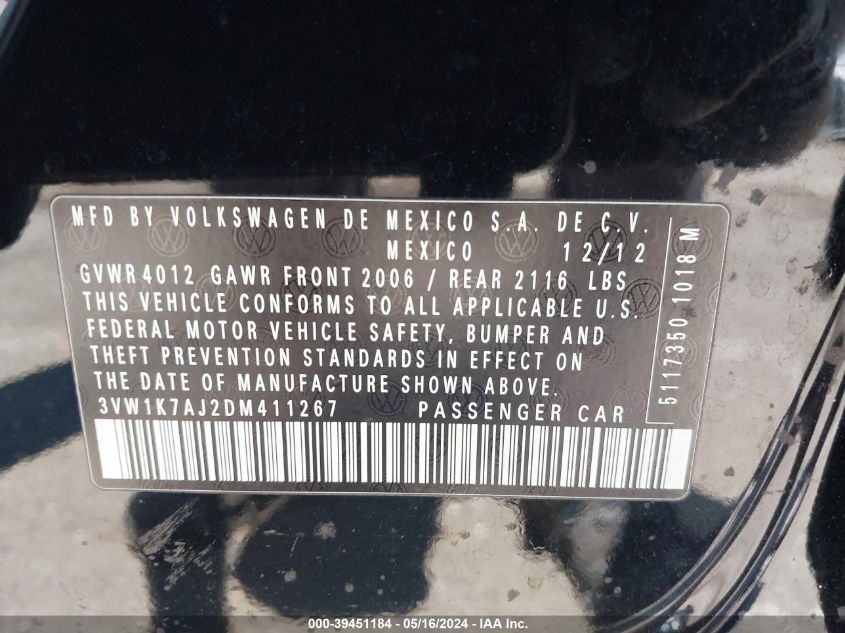 MFD BY VOLKSWAGEN DE MEXICO S.A. DE C.V.
MEXICO 12/12
GVWR4012 GAWR FRONT 2006 / REAR 2116 LBS
THIS VEHICLE CONFORMS TO ALL APPLICABLE U.S.
FEDERAL MOTOR VEHICLE SAFETY, BUMPER AND
THEFT PREVENTION STANDARDS IN EFFECT ON
THE DATE OF MANUFACTURE SHOWN ABOVE.
3VW1K7AJ2DM411267 PASSENGER CAR
5117350 1018 M
000-39451184 - 05/16/2024 - IAA Inc.